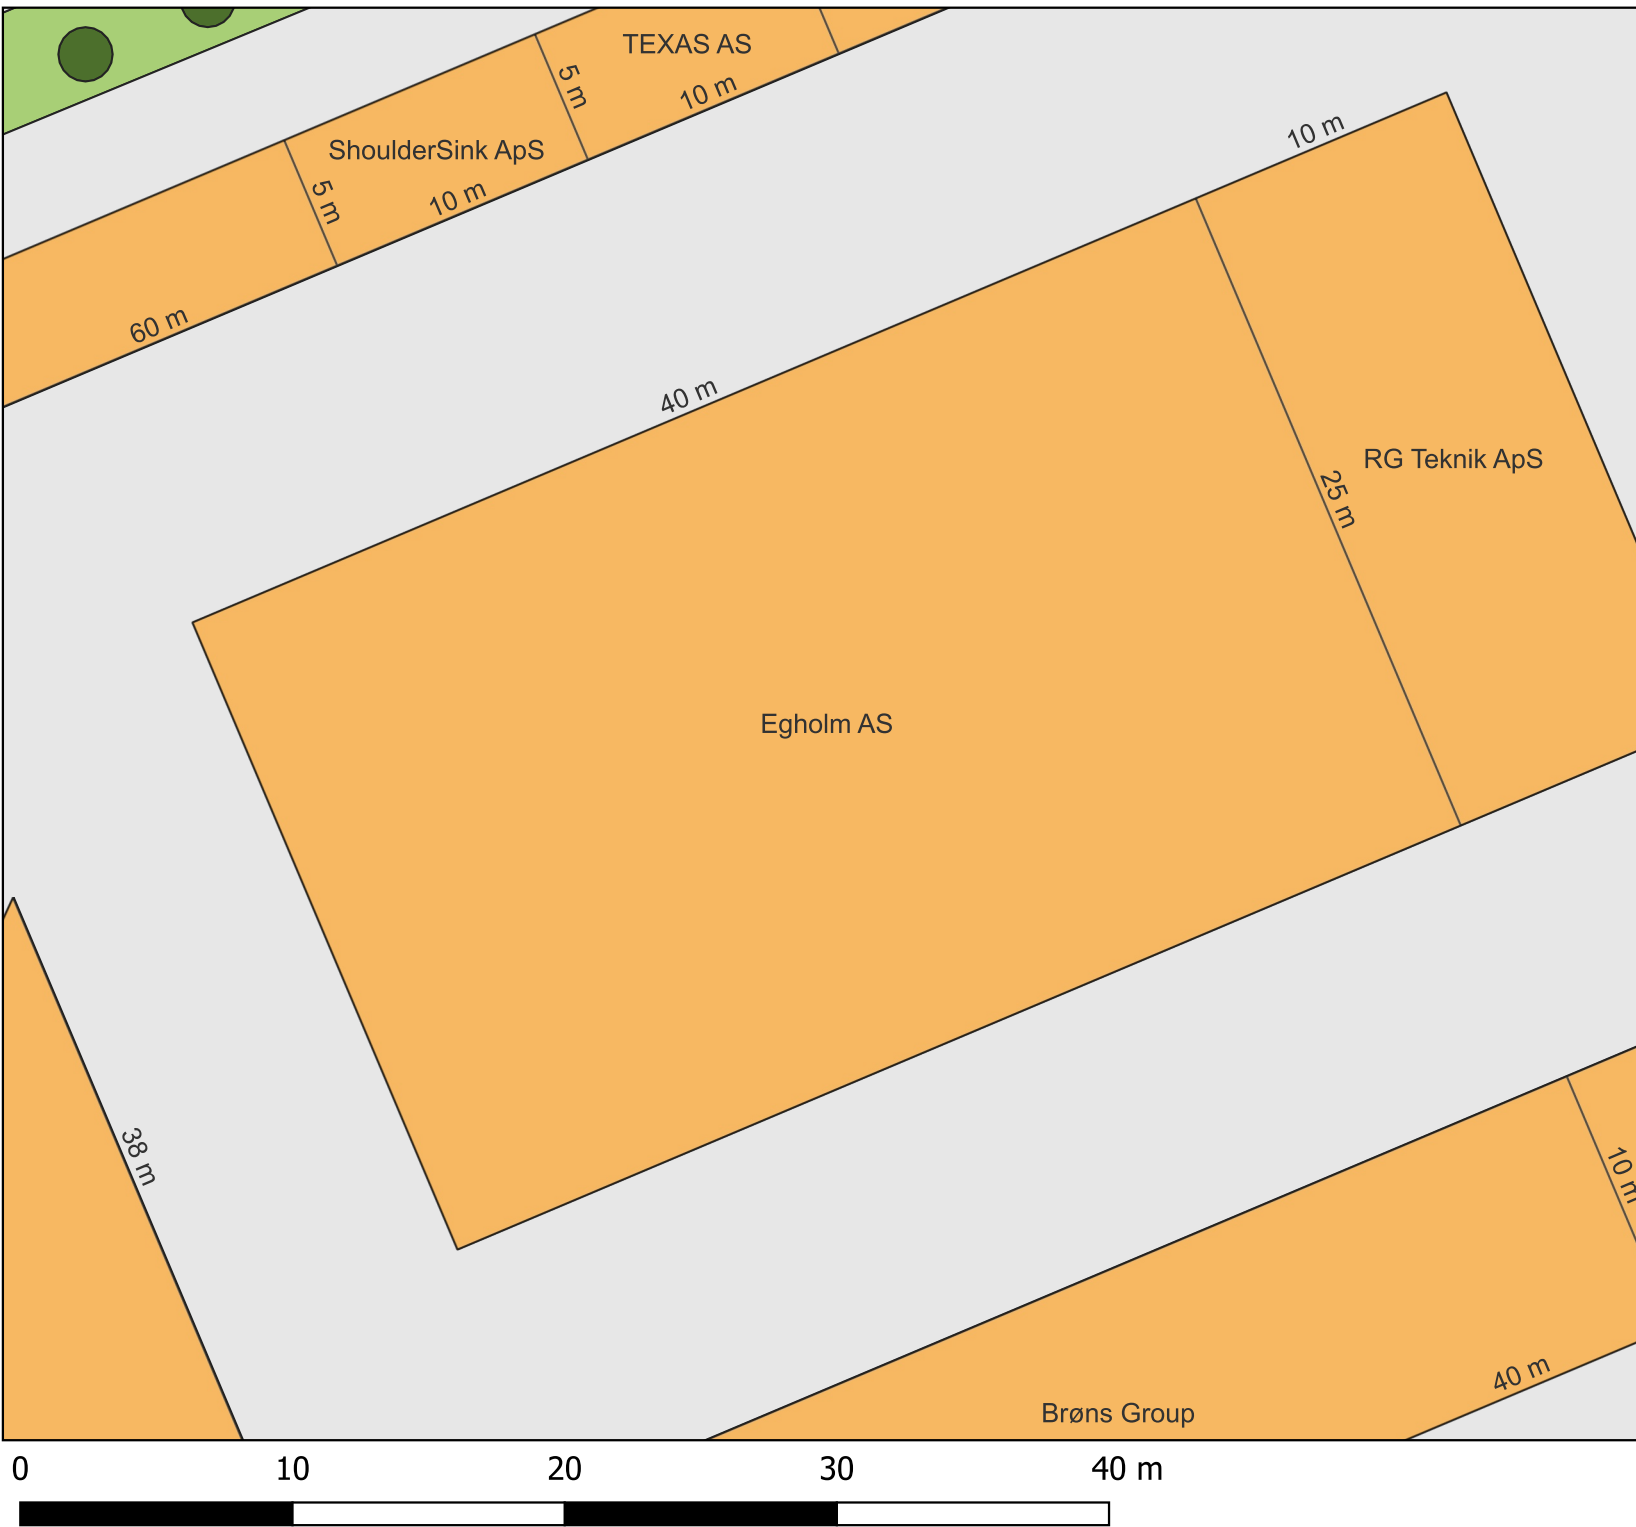 TEXAS AS
5 m
10 m
10 m
ShoulderSink ApS
5 m
10 m
60 m
40 m
RG Teknik ApS
25 m
Egholm AS
38 m
10 m
40 m
Brøns Group
0 10 20 30 40 m